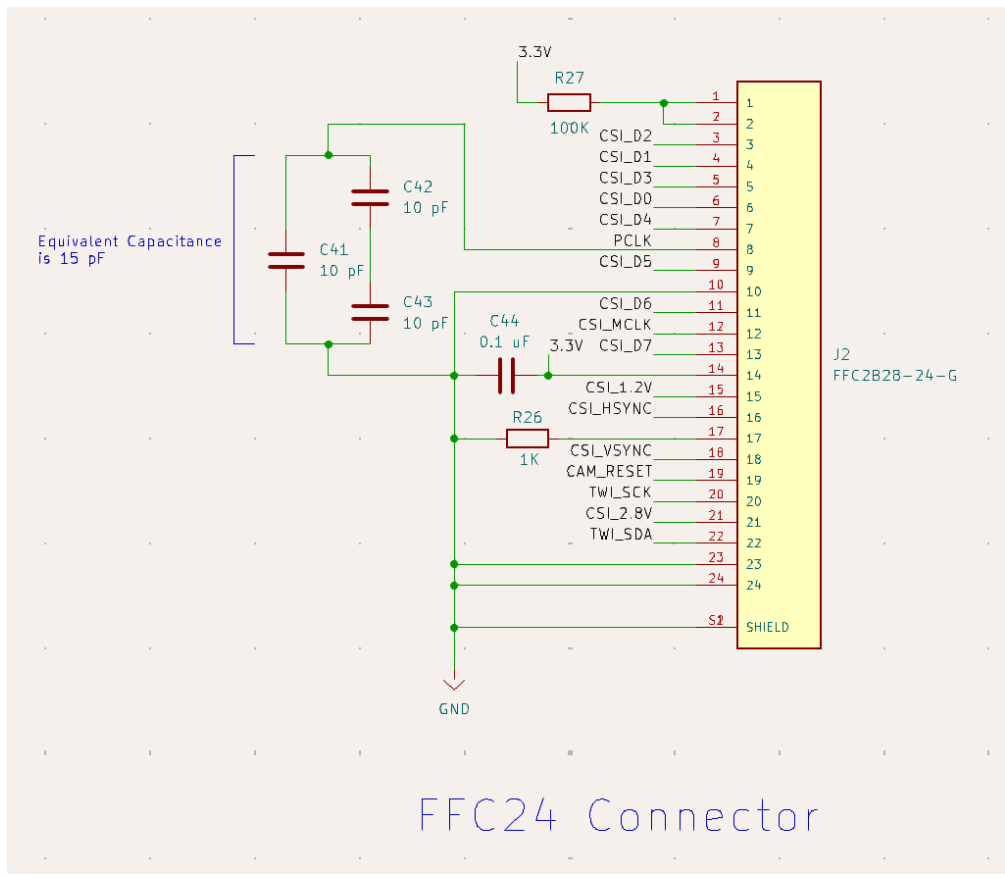 3.3V
R27
100K
1 1
2 2
CSI_D2 3 3
CSI_D1 4 4
CSI_D3 5 5
CSI_D0 6 6
CSI_D4 7 7
PCLK 8 8
CSI_D5 9 9
10 10
CSI_D6 11 11
CSI_MCLK 12 12
CSI_D7 13 13
14 14
CSI_1.2V 15 15
CSI_HSYNC 16 16
17 17
CSI_VSYNC 18 18
CAM_RESET 19 19
TWI_SCK 20 20
CSI_2.8V 21 21
TWI_SDA 22 22
23 23
24 24
SHIELD
C42
10 pF
Equivalent Capacitance
is 15 pF
C41
10 pF
C43
10 pF
C44
0.1 uF
3.3V
R26
1K
J2
FFC2B28-24-G
GND
FFC24 Connector